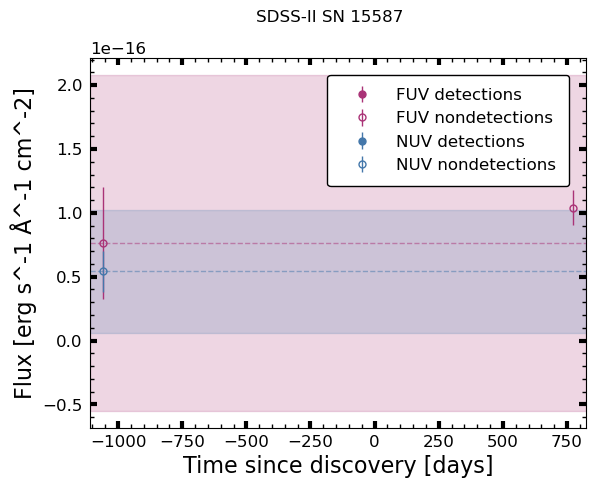 SDSS-II SN 15587
1e−16
FUV detections
FUV nondetections
NUV detections
NUV nondetections
2.0
1.5
1.0
0.5
0.0
−0.5
Flux [erg s^-1 Å^-1 cm^-2]
−1000 −750 −500 −250 0 250 500 750
Time since discovery [days]